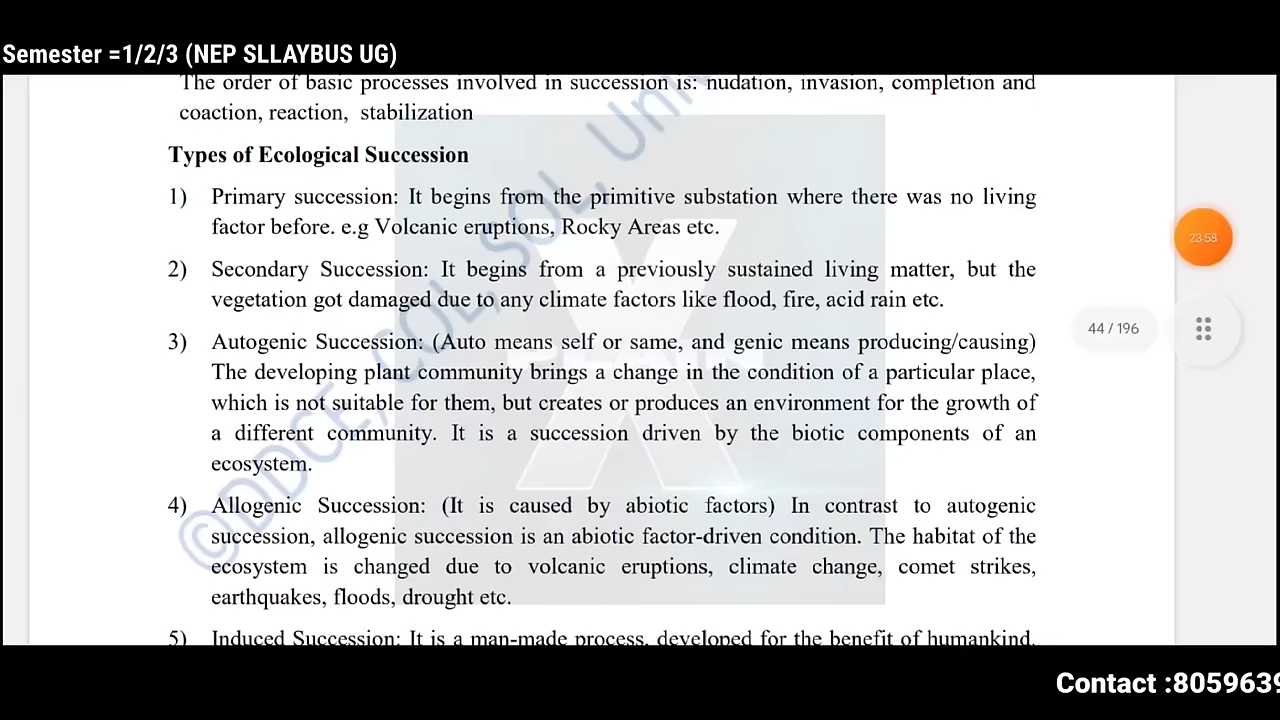 Semester =1/2/3 (NEP SLLAYBUS UG)
The order of basic processes involved in succession is: nudation, invasion, completion and
coaction, reaction, stabilization
Types of Ecological Succession
1) Primary succession: It begins from the primitive substation where there was no living
factor before. e.g Volcanic eruptions, Rocky Areas etc.
2) Secondary Succession: It begins from a previously sustained living matter, but the
vegetation got damaged due to any climate factors like flood, fire, acid rain etc.
3) Autogenic Succession: (Auto means self or same, and genic means producing/causing)
The developing plant community brings a change in the condition of a particular place,
which is not suitable for them, but creates or produces an environment for the growth of
a different community. It is a succession driven by the biotic components of an
ecosystem.
4) Allogenic Succession: (It is caused by abiotic factors) In contrast to autogenic
succession, allogenic succession is an abiotic factor-driven condition. The habitat of the
ecosystem is changed due to volcanic eruptions, climate change, comet strikes,
earthquakes, floods, drought etc.
5) Induced Succession: It is a man-made process, developed for the benefit of humankind.
©DDCE, COL, SOL,
23:58
44 / 196
Contact :8059639